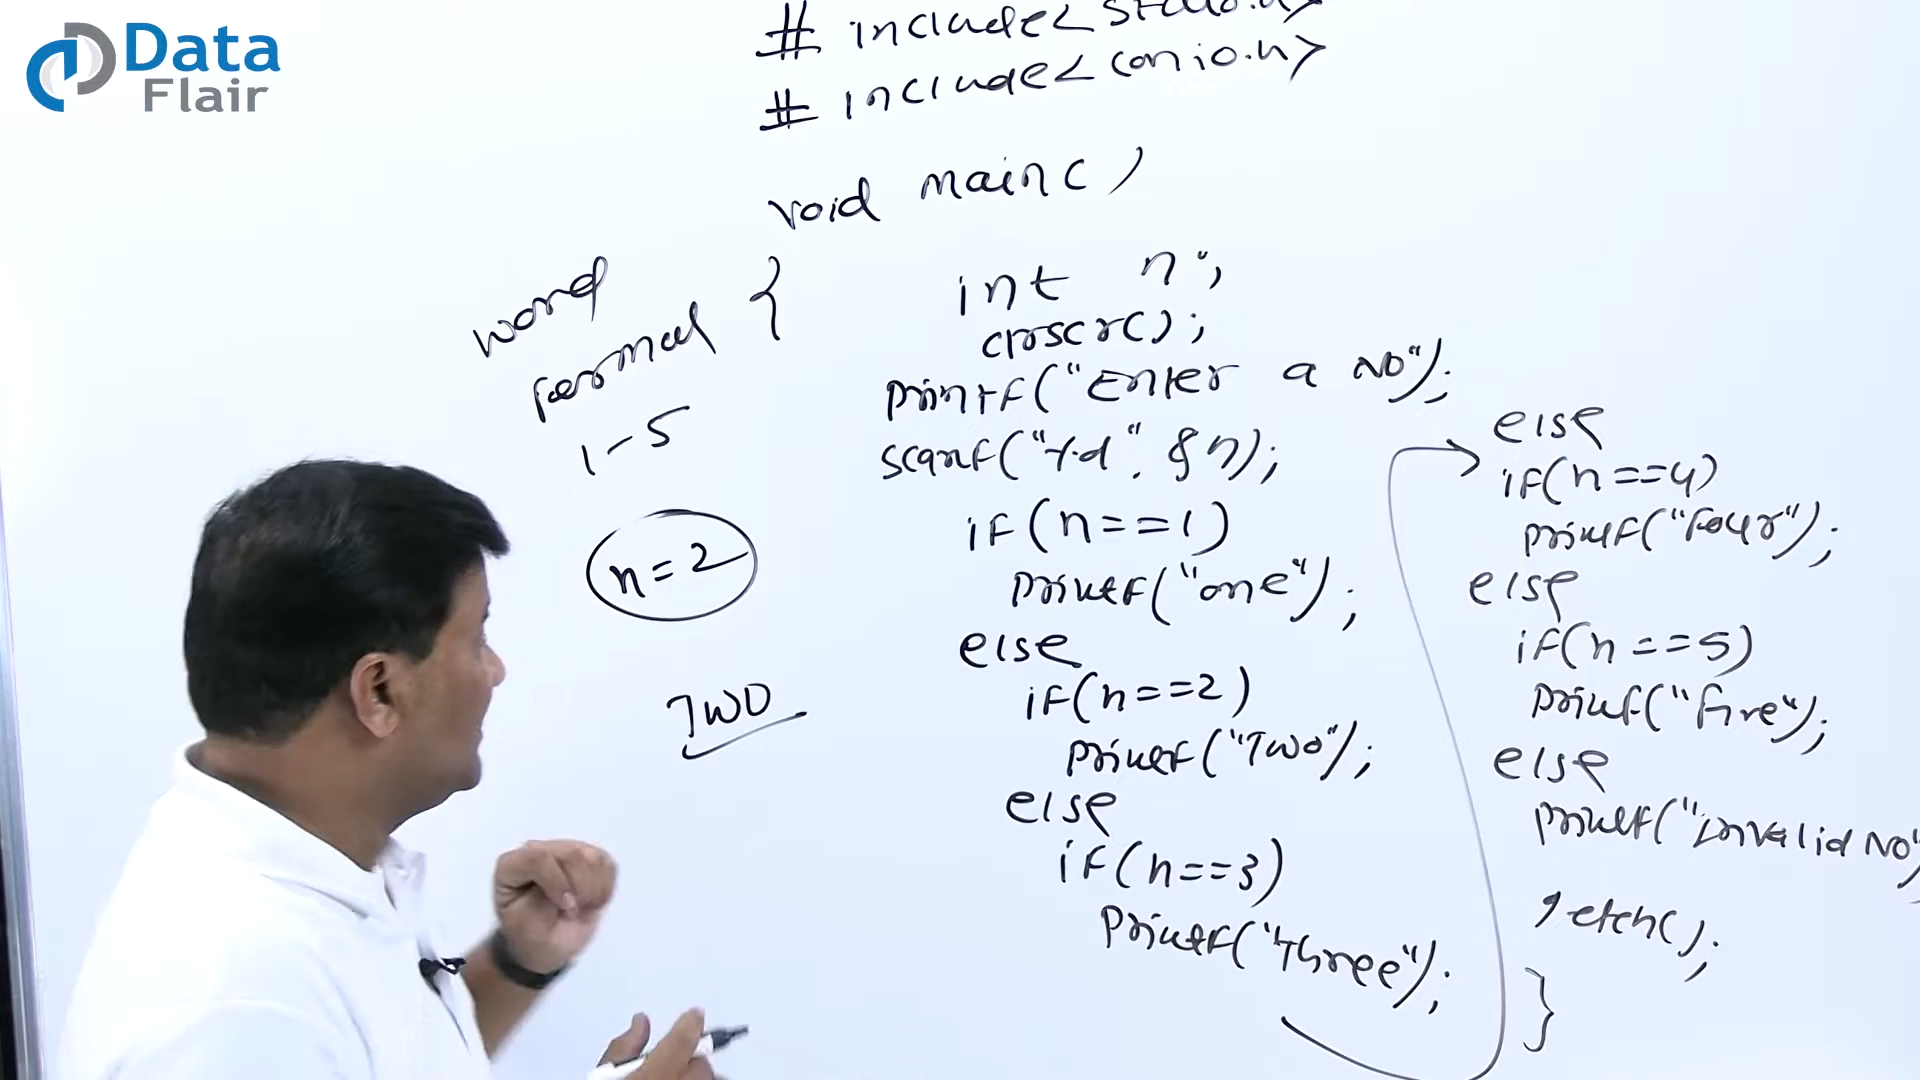 Data
Flair
# include<stdio.h>
# include<conio.h>
void main()
{
int n;
clrscr();
printf("Enter a No");
scanf("%d", &n);
if(n==1)
printf("one");
else
if(n==2)
printf("Two");
else
if(n==3)
printf("Three");
else
if(n==4)
printf("Four");
else
if(n==5)
printf("Five");
else
printf("Invalid No")
getch();
}
word
format
1-5
n=2
Two